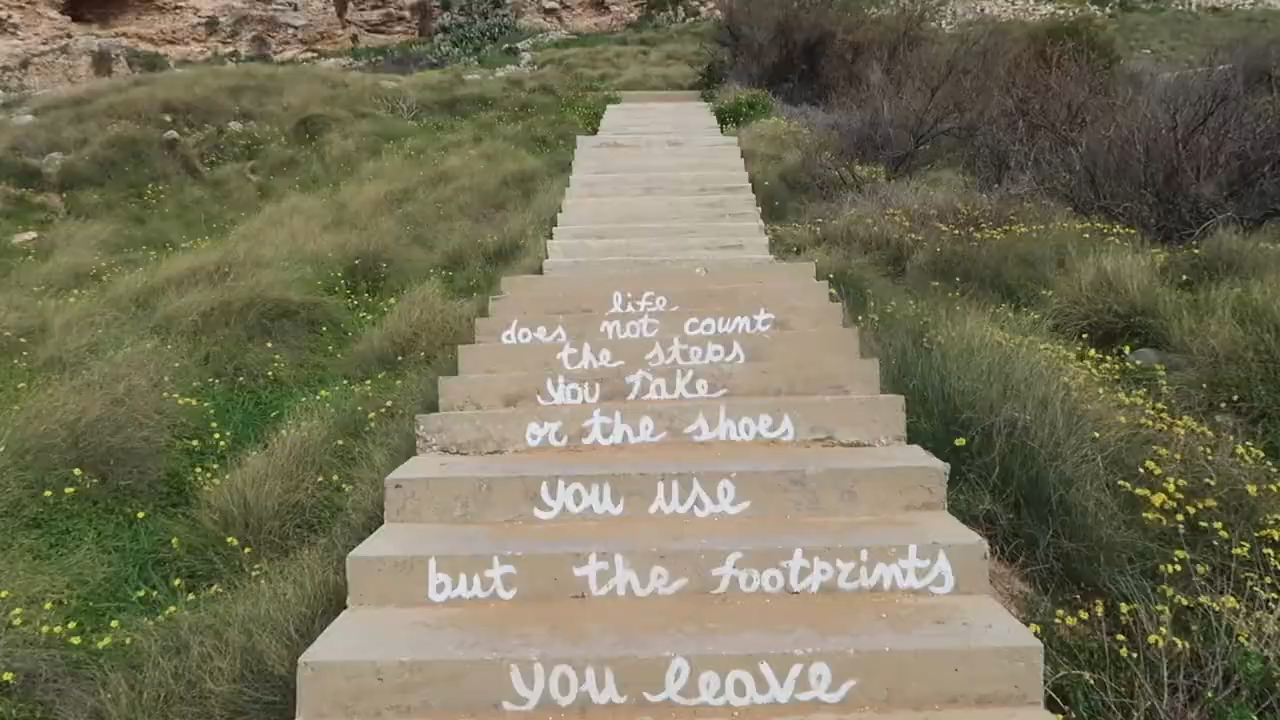 life
does not count
the steps
you take
or the shoes
you use
but the footprints
you leave